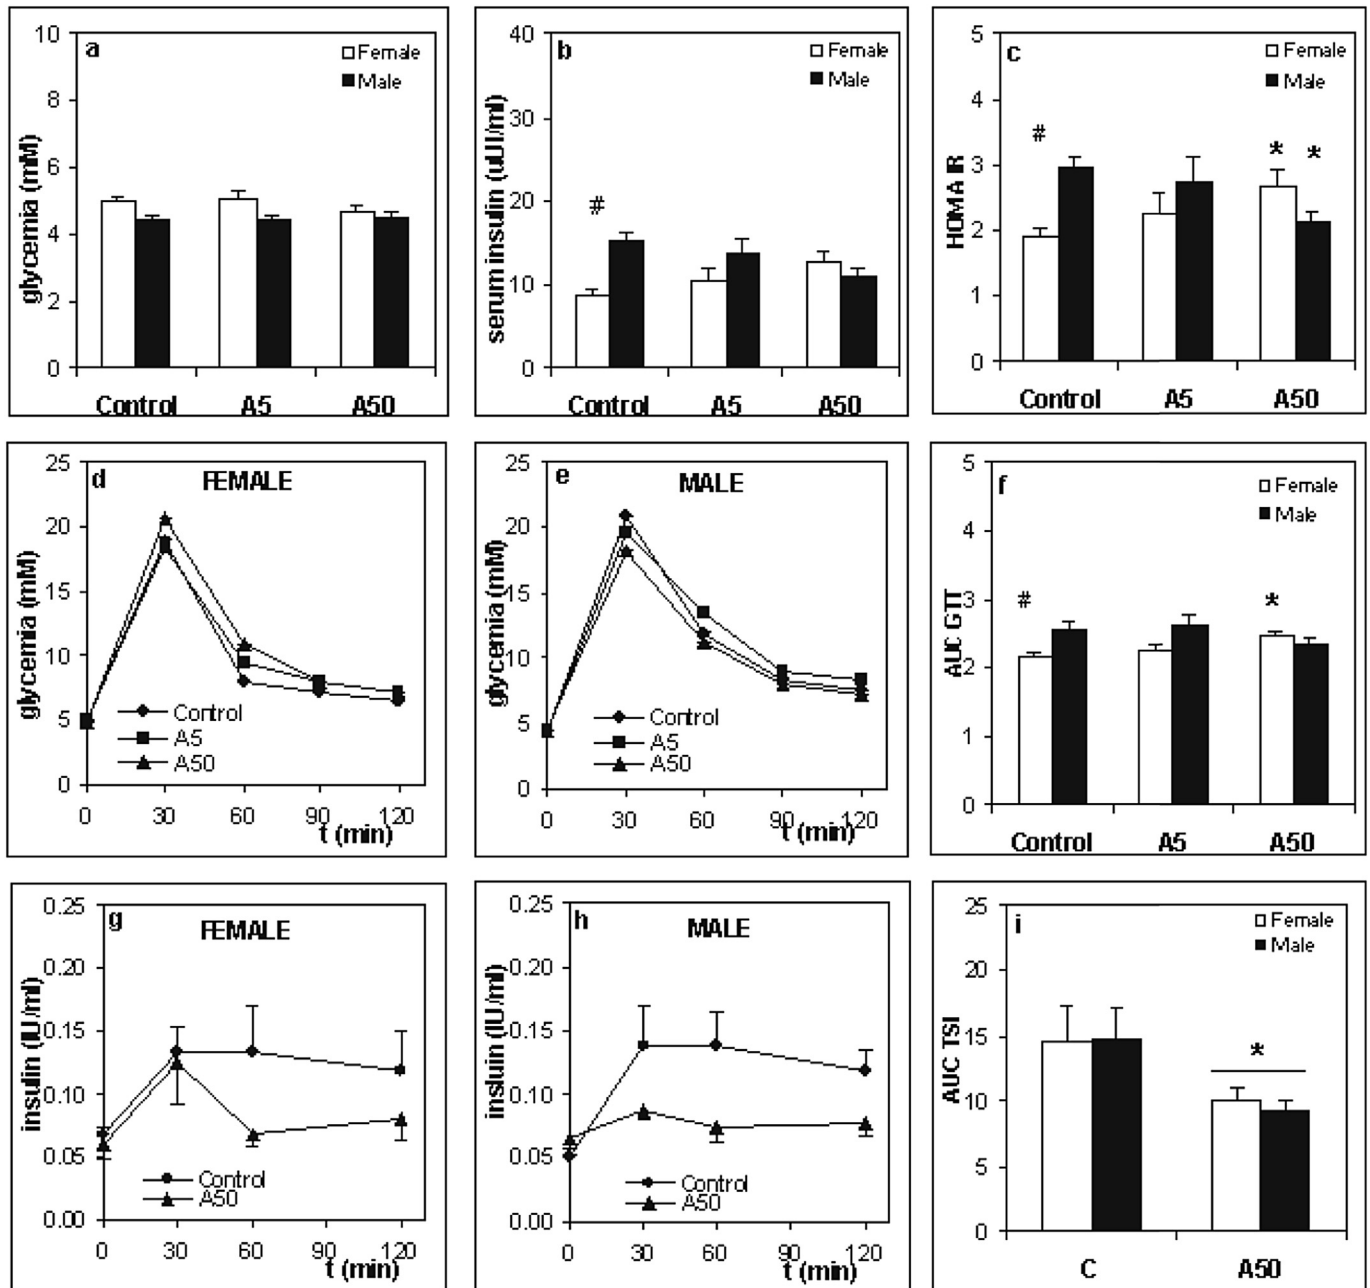 a
Female
Male
glycemia (mM)
10
8
6
4
2
0
Control A5 A50
b
Female
Male
serum insulin (uUI/ml)
40
30
20
10
0
#
Control A5 A50
c
Female
Male
HOMA IR
5
4
3
2
1
0
#
* *
Control A5 A50
d
FEMALE
glycemia (mM)
25
20
15
10
5
0
Control
A5
A50
0 30 60 90 120
t (min)
e
MALE
glycemia (mM)
25
20
15
10
5
0
Control
A5
A50
0 30 60 90 120
t (min)
f
Female
Male
AUC GTT
5
4
3
2
1
0
#
*
Control A5 A50
g
FEMALE
insulin (IU/ml)
0.25
0.20
0.15
0.10
0.05
0.00
Control
A50
0 30 60 90 120
t (min)
h
MALE
insluin (IU/ml)
0.25
0.20
0.15
0.10
0.05
0.00
Control
A50
0 30 60 90 120
t (min)
i
Female
Male
AUC TSI
25
20
15
10
5
0
*
C A50